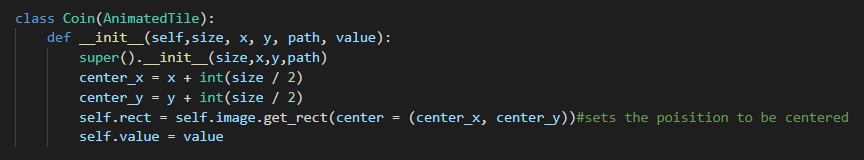 class Coin(AnimatedTile):
    def __init__(self,size, x, y, path, value):
        super().__init__(size,x,y,path)
        center_x = x + int(size / 2)
        center_y = y + int(size / 2)
        self.rect = self.image.get_rect(center = (center_x, center_y))#sets the poisition to be centered
        self.value = value